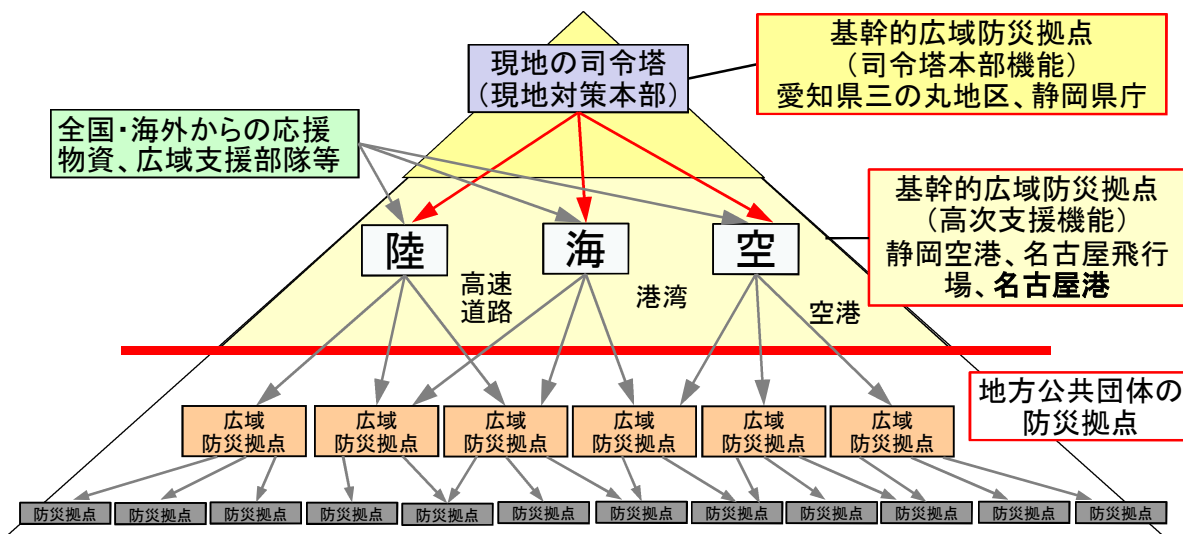 現地の司令塔
（現地対策本部）
基幹的広域防災拠点
（司令塔本部機能）
愛知県三の丸地区、静岡県庁
全国・海外からの応援
物資、広域支援部隊等
基幹的広域防災拠点
（高次支援機能）
静岡空港、名古屋飛行
場、名古屋港
陸
海
空
高速
道路
港湾
空港
地方公共団体の
防災拠点
広域
防災拠点
広域
防災拠点
広域
防災拠点
広域
防災拠点
広域
防災拠点
広域
防災拠点
防災拠点
防災拠点
防災拠点
防災拠点
防災拠点
防災拠点
防災拠点
防災拠点
防災拠点
防災拠点
防災拠点
防災拠点